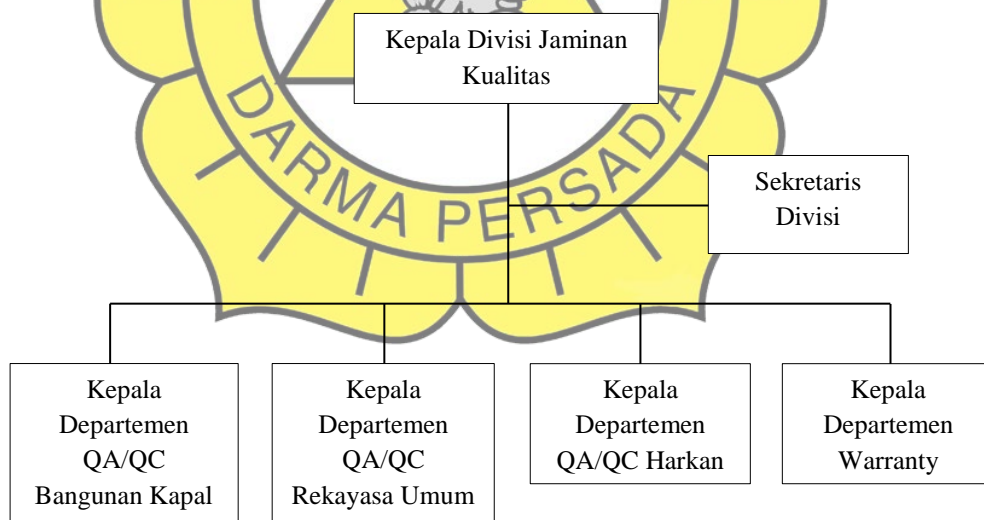 Kepala Divisi Jaminan
Kualitas
DARMA PERSADA
Sekretaris
Divisi
Kepala
Departemen
QA/QC
Bangunan Kapal
Kepala
Departemen
QA/QC
Rekayasa Umum
Kepala
Departemen
QA/QC Harkan
Kepala
Departemen
Warranty